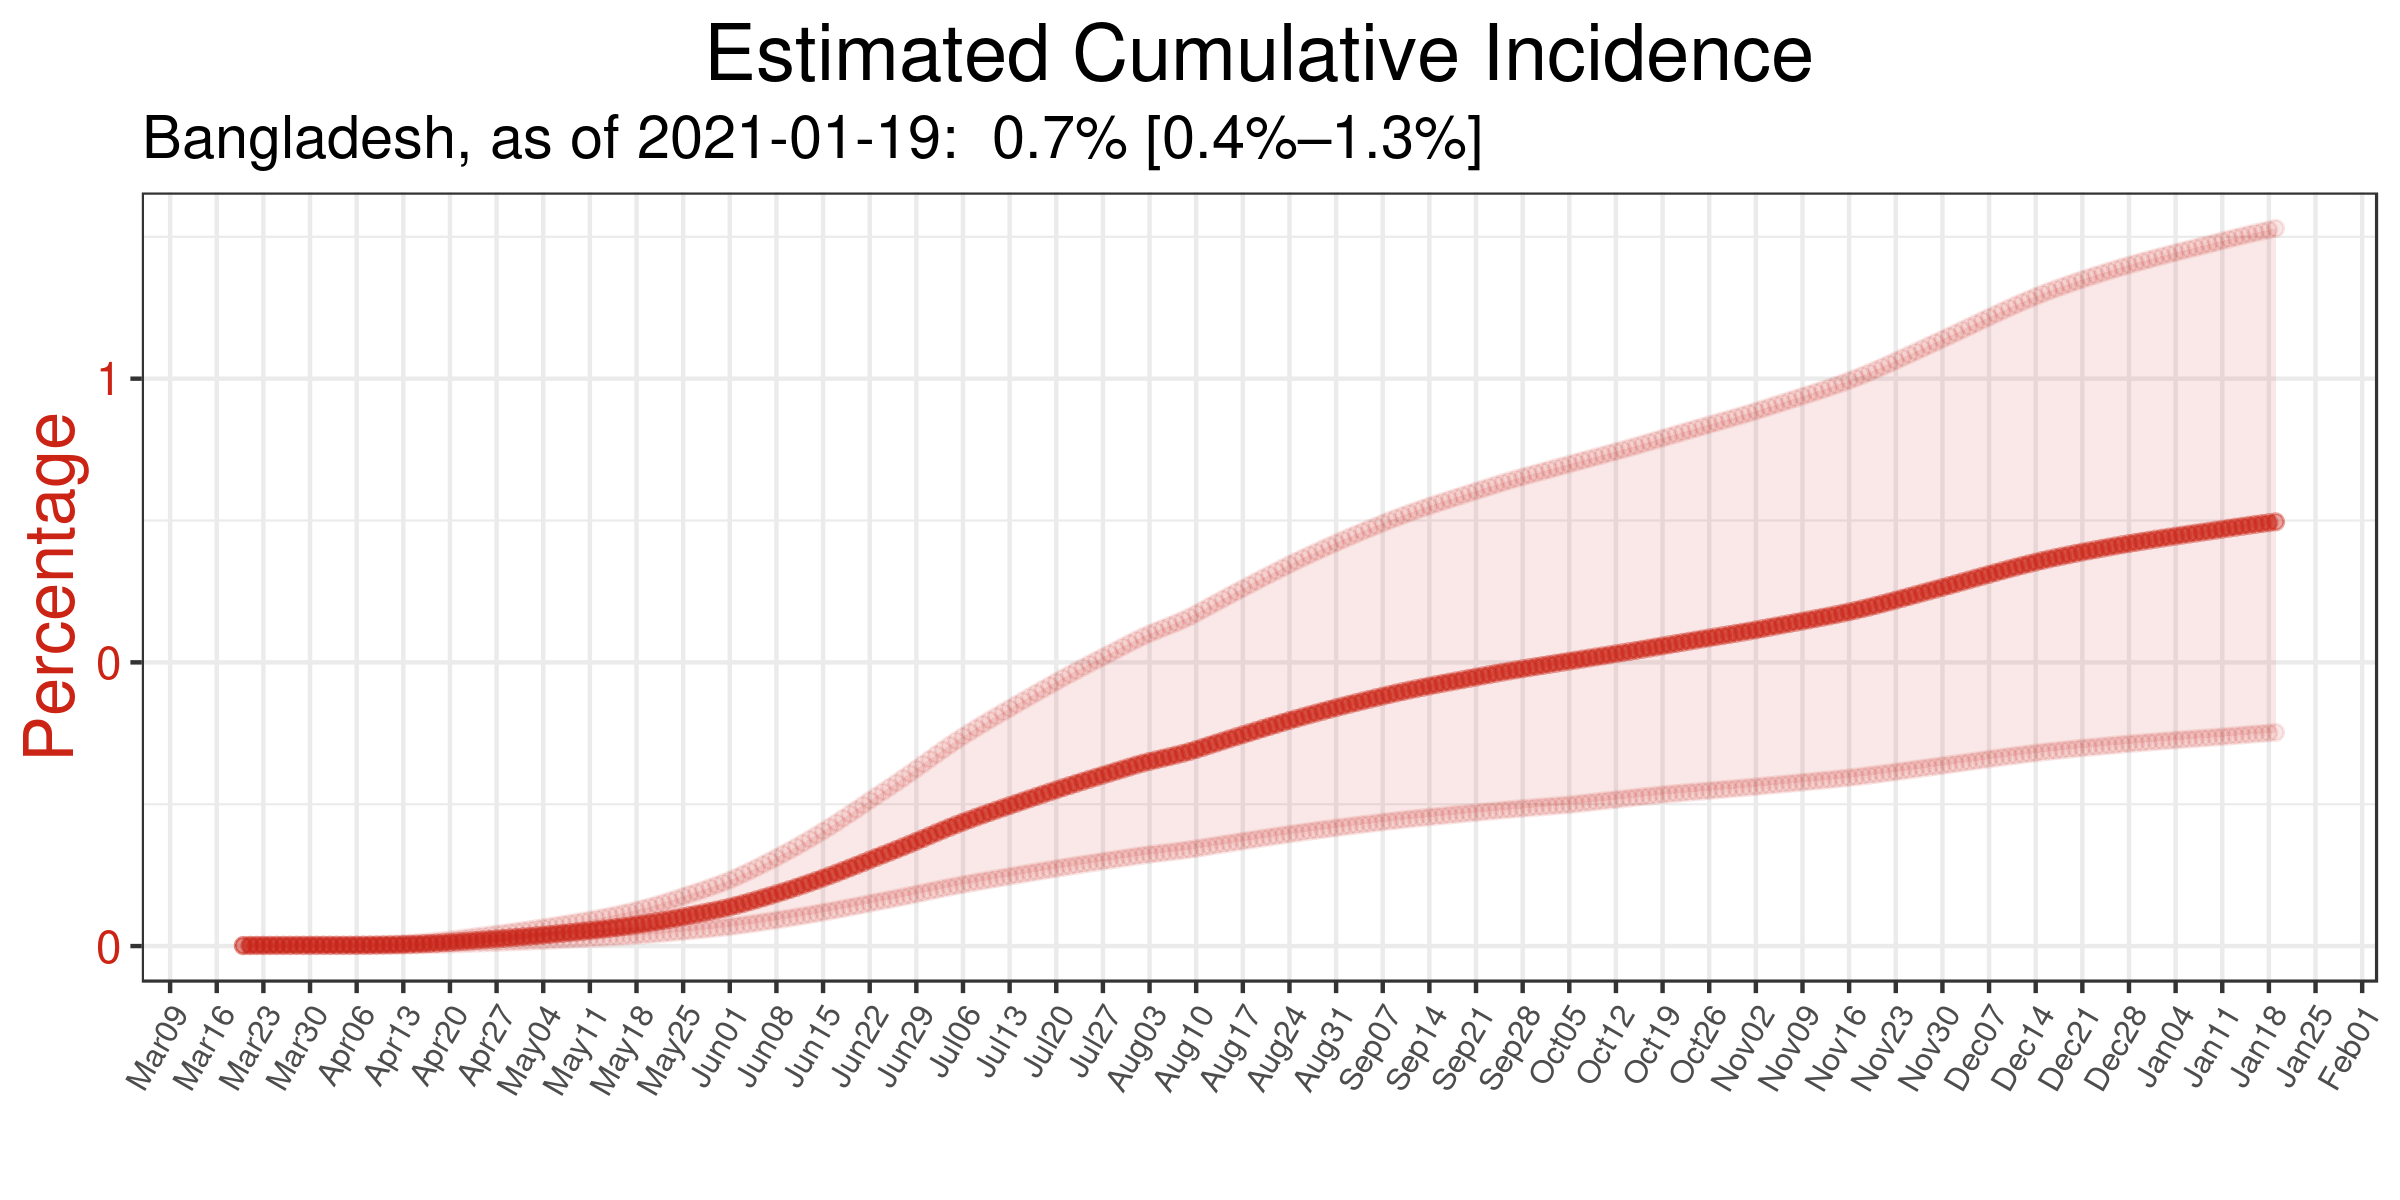 Estimated Cumulative Incidence
Bangladesh, as of 2021-01-19:  0.7% [0.4%–1.3%]
Percentage
1
0
0
Mar09
Mar16
Mar23
Mar30
Apr06
Apr13
Apr20
Apr27
May04
May11
May18
May25
Jun01
Jun08
Jun15
Jun22
Jun29
Jul06
Jul13
Jul20
Jul27
Aug03
Aug10
Aug17
Aug24
Aug31
Sep07
Sep14
Sep21
Sep28
Oct05
Oct12
Oct19
Oct26
Nov02
Nov09
Nov16
Nov23
Nov30
Dec07
Dec14
Dec21
Dec28
Jan04
Jan11
Jan18
Jan25
Feb01